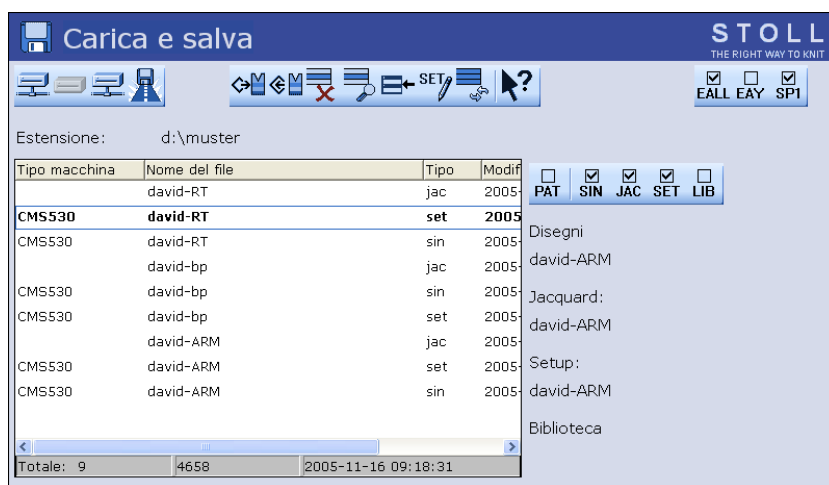 Carica e salva
STOLL
THE RIGHT WAY TO KNIT
SET
?
EALL EAY SP1
Estensione: d:\muster
Tipo macchina Nome del file Tipo Modif
david-RT jac 2005-
CMS530 david-RT set 2005
CMS530 david-RT sin 2005-
david-bp jac 2005-
CMS530 david-bp sin 2005-
CMS530 david-bp set 2005-
david-ARM jac 2005-
CMS530 david-ARM set 2005-
CMS530 david-ARM sin 2005-
Totale: 9 4658 2005-11-16 09:18:31
PAT SIN JAC SET LIB
Disegni
david-ARM
Jacquard:
david-ARM
Setup:
david-ARM
Biblioteca